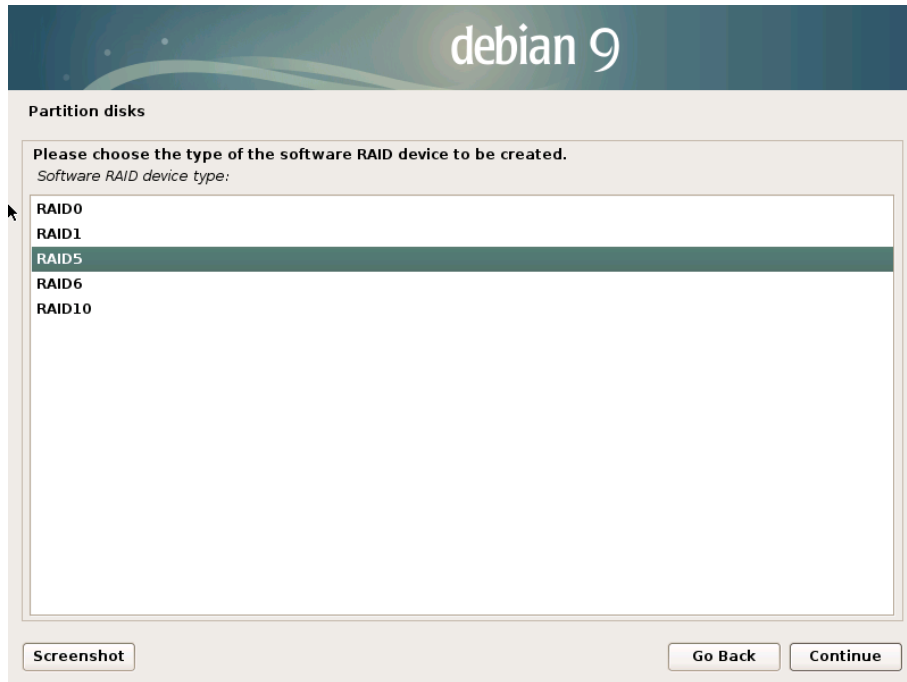 debian 9
Partition disks
Please choose the type of the software RAID device to be created.
Software RAID device type:
RAID0
RAID1
RAID5
RAID6
RAID10
Screenshot
Go Back
Continue